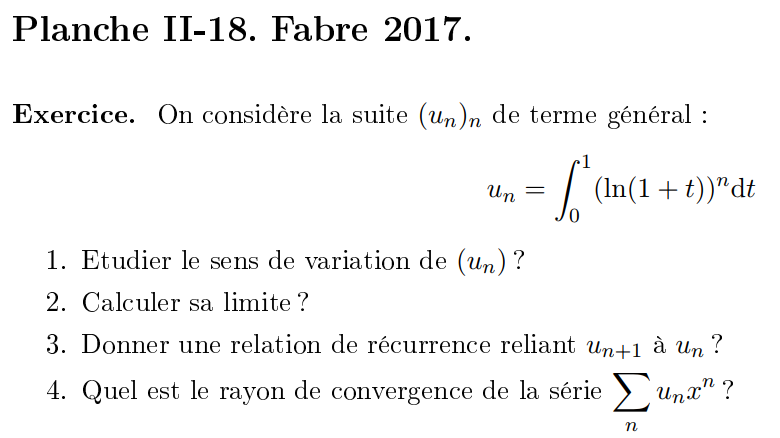 Planche II-18. Fabre 2017.
Exercice. On considère la suite $(u_n)_n$ de terme général :
$u_n = \int_0^1 (\ln(1+t))^n \mathrm{d}t$
1. Etudier le sens de variation de $(u_n)$ ?
2. Calculer sa limite ?
3. Donner une relation de récurrence reliant $u_{n+1}$ à $u_n$ ?
4. Quel est le rayon de convergence de la série $\sum_n u_n x^n$ ?